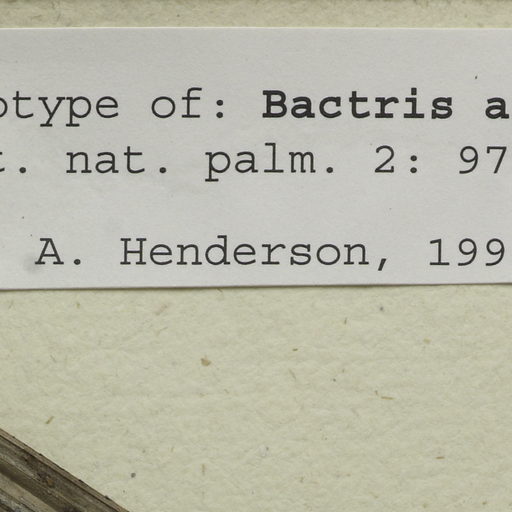 otype of: Bactris a
t. nat. palm. 2: 97
A. Henderson, 199